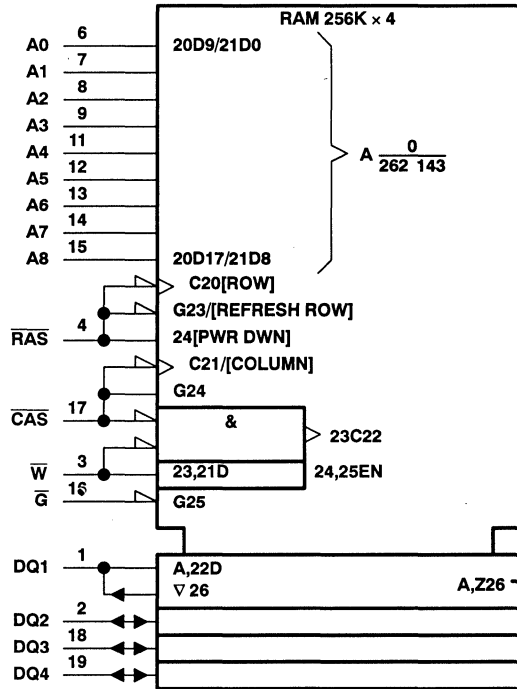 RAM 256K × 4
A0 6 20D9/21D0
A1 7
A2 8
A3 9
A4 11
A5 12
A6 13
A7 14
A8 15 20D17/21D8
A 0
262 143
C20[ROW]
G23/[REFRESH ROW]
RAS 4 24[PWR DWN]
C21/[COLUMN]
G24
CAS 17 & 23C22
W 3 23,21D 24,25EN
G 16 G25
DQ1 1 A,22D
∇ 26 A,Z26
DQ2 2
DQ3 18
DQ4 19